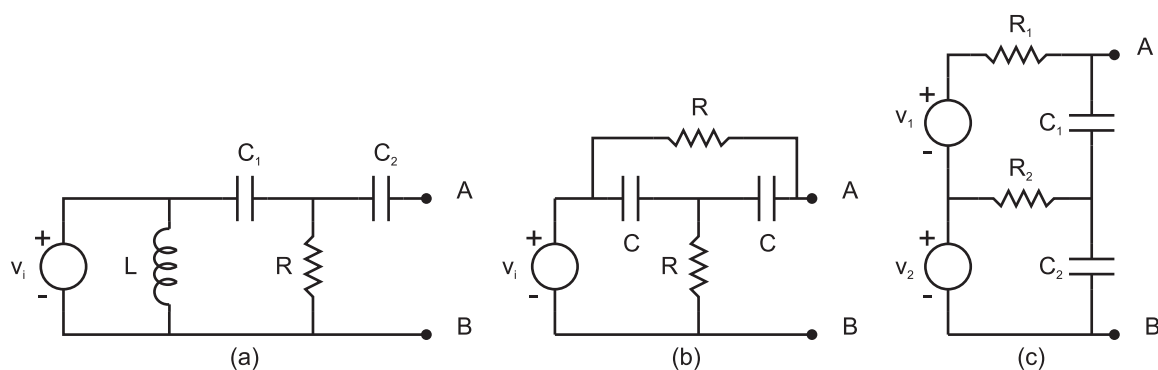 C₁
C₂
A
+
vᵢ
-
L
R
B
(a)
R
A
C
C
+
vᵢ
-
R
B
(b)
R₁
A
+
v₁
-
C₁
R₂
+
v₂
-
C₂
B
(c)